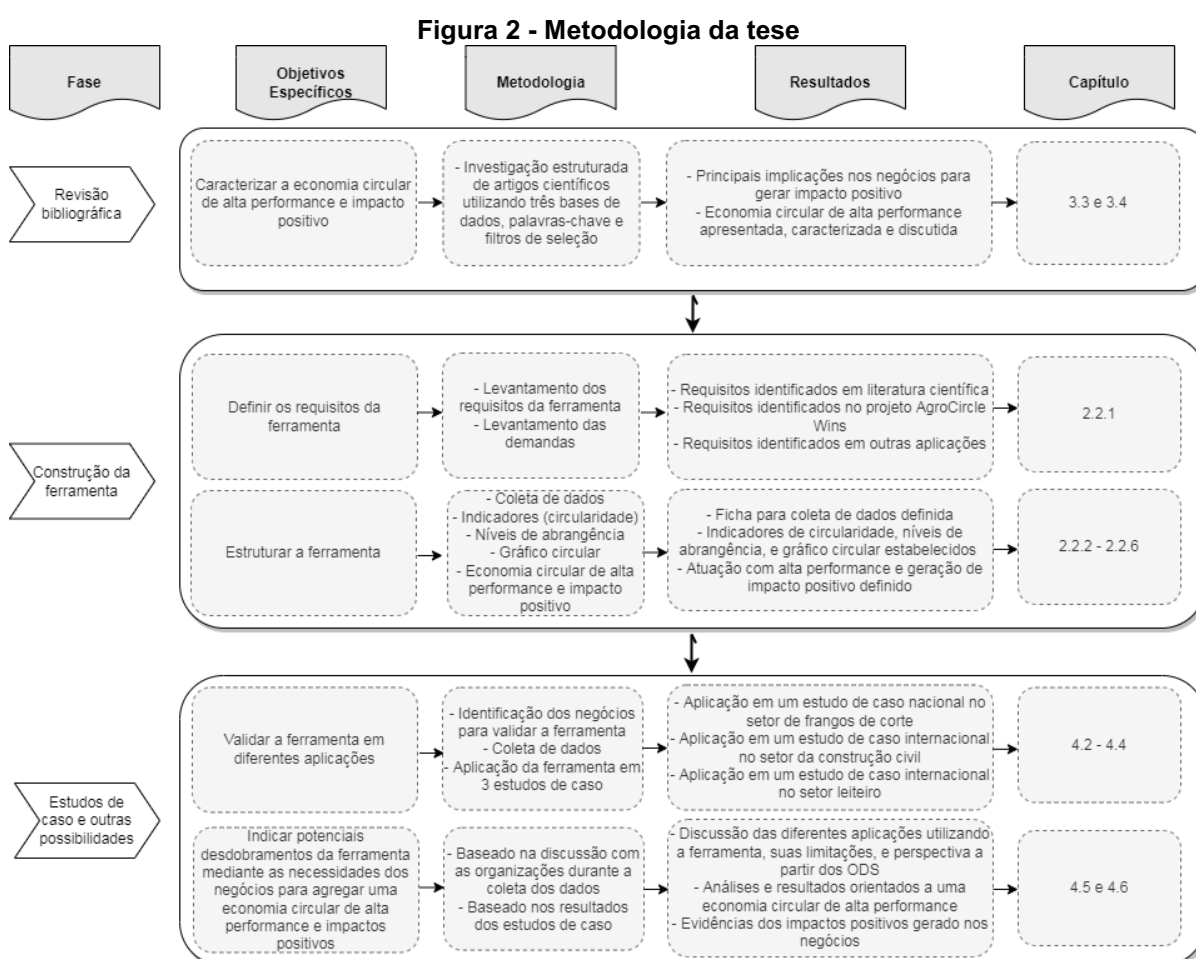 Figura 2 - Metodologia da tese
Fase
Objetivos
Específicos
Metodologia
Resultados
Capítulo
Revisão
bibliográfica
Caracterizar a economia circular
de alta performance e impacto
positivo
- Investigação estruturada
de artigos científicos
utilizando três bases de
dados, palavras-chave e
filtros de seleção
- Principais implicações nos negócios para
gerar impacto positivo
- Economia circular de alta performance
apresentada, caracterizada e discutida
3.3 e 3.4
Construção da
ferramenta
Definir os requisitos da
ferramenta
- Levantamento dos
requisitos da ferramenta
- Levantamento das
demandas
- Requisitos identificados em literatura científica
- Requisitos identificados no projeto AgroCircle
Wins
- Requisitos identificados em outras aplicações
2.2.1
Estruturar a ferramenta
- Coleta de dados
- Indicadores (circularidade)
- Níveis de abrangência
- Gráfico circular
- Economia circular de alta
performance e impacto
positivo
- Ficha para coleta de dados definida
- Indicadores de circularidade, níveis de
abrangência, e gráfico circular estabelecidos
- Atuação com alta performance e geração de
impacto positivo definido
2.2.2 - 2.2.6
Estudos de
caso e outras
possibilidades
Validar a ferramenta em
diferentes aplicações
- Identificação dos negócios
para validar a ferramenta
- Coleta de dados
- Aplicação da ferramenta em
3 estudos de caso
- Aplicação em um estudo de caso nacional no
setor de frangos de corte
- Aplicação em um estudo de caso internacional
no setor da construção civil
- Aplicação em um estudo de caso internacional
no setor leiteiro
4.2 - 4.4
Indicar potenciais
desdobramentos da ferramenta
mediante as necessidades dos
negócios para agregar uma
economia circular de alta
performance e impactos
positivos
- Baseado na discussão com
as organizações durante a
coleta dos dados
- Baseado nos resultados
dos estudos de caso
- Discussão das diferentes aplicações utilizando
a ferramenta, suas limitações, e perspectiva a
partir dos ODS
- Análises e resultados orientados a uma
economia circular de alta performance
- Evidências dos impactos positivos gerado nos
negócios
4.5 e 4.6